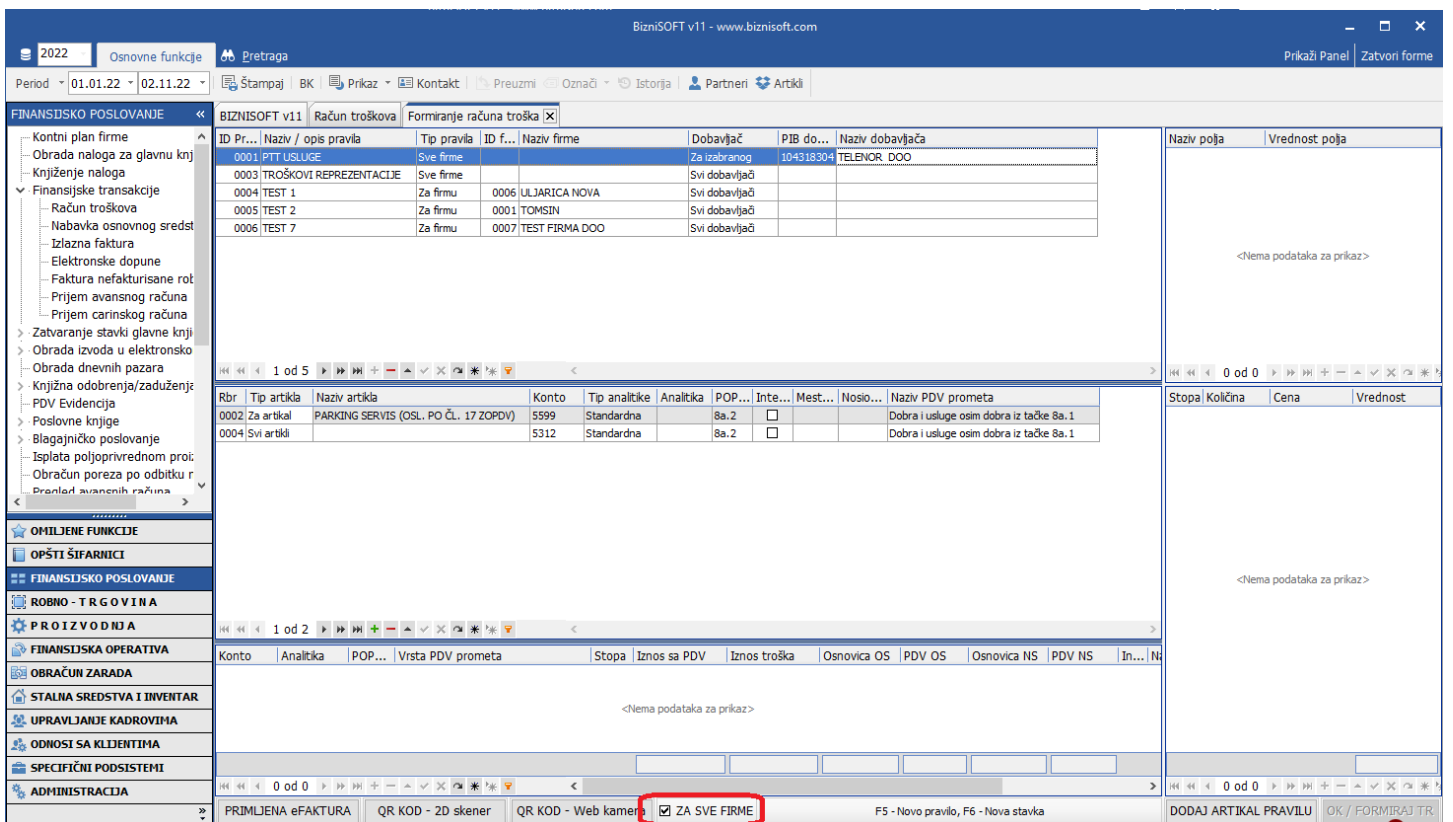 BizniSOFT v11 - www.biznisoft.com
2022 Osnovne funkcije Pretraga Prikaži Panel Zatvori forme
Period 01.01.22 02.11.22 Štampaj BK Prikaz Kontakt Preuzmi Označi Istorija Partneri Artikli
FINANSIJSKO POSLOVANJE «
Kontni plan firme
Obrada naloga za glavnu knj
Knjiženje naloga
Finansijske transakcije
Račun troškova
Nabavka osnovnog sredst
Izlazna faktura
Elektronske dopune
Faktura nefakturisane rob
Prijem avansnog računa
Prijem carinskog računa
Zatvaranje stavki glavne knji
Obrada izvoda u elektronsko
Obrada dnevnih pazara
Knjižna odobrenja/zaduženja
PDV Evidencija
Poslovne knjige
Blagajničko poslovanje
Isplata poljoprivrednom proiz
Obračun poreza po odbitku r
Pregled avansnih računa
OMILJENE FUNKCIJE
OPŠTI ŠIFARNICI
FINANSIJSKO POSLOVANJE
ROBNO - T R G O V I N A
P R O I Z V O D NJ A
FINANSIJSKA OPERATIVA
OBRAČUN ZARADA
STALNA SREDSTVA I INVENTAR
UPRAVLJANJE KADROVIMA
ODNOSI SA KLIJENTIMA
SPECIFIČNI PODSISTEMI
ADMINISTRACIJA
»
BIZNISOFT v11 Račun troškova Formiranje računa troška
ID Pr... Naziv / opis pravila Tip pravila ID f... Naziv firme Dobavljač PIB do... Naziv dobavljača
0001 PTT USLUGE Sve firme Za izabranog 104318304 TELENOR DOO
0003 TROŠKOVI REPREZENTACIJE Sve firme Svi dobavljači
0004 TEST 1 Za firmu 0006 ULJARICA NOVA Svi dobavljači
0005 TEST 2 Za firmu 0001 TOMSIN Svi dobavljači
0006 TEST 7 Za firmu 0007 TEST FIRMA DOO Svi dobavljači
1 od 5
Rbr Tip artikla Naziv artikla Konto Tip analitike Analitika POP... Inte... Mest... Nosio... Naziv PDV prometa
0002 Za artikal PARKING SERVIS (OSL. PO ČL. 17 ZOPDV) 5599 Standardna 8a.2 Dobra i usluge osim dobra iz tačke 8a.1
0004 Svi artikli 5312 Standardna 8a.2 Dobra i usluge osim dobra iz tačke 8a.1
1 od 2
Konto Analitika POP... Vrsta PDV prometa Stopa Iznos sa PDV Iznos troška Osnovica OS PDV OS Osnovica NS PDV NS In... Na
<Nema podataka za prikaz>
0 od 0
PRIMLJENA eFAKTURA QR KOD - 2D skener QR KOD - Web kamera ZA SVE FIRME F5 - Novo pravilo, F6 - Nova stavka
Naziv polja Vrednost polja
<Nema podataka za prikaz>
0 od 0
Stopa Količina Cena Vrednost
<Nema podataka za prikaz>
0 od 0
DODAJ ARTIKAL PRAVILU OK / FORMIRAJ TR